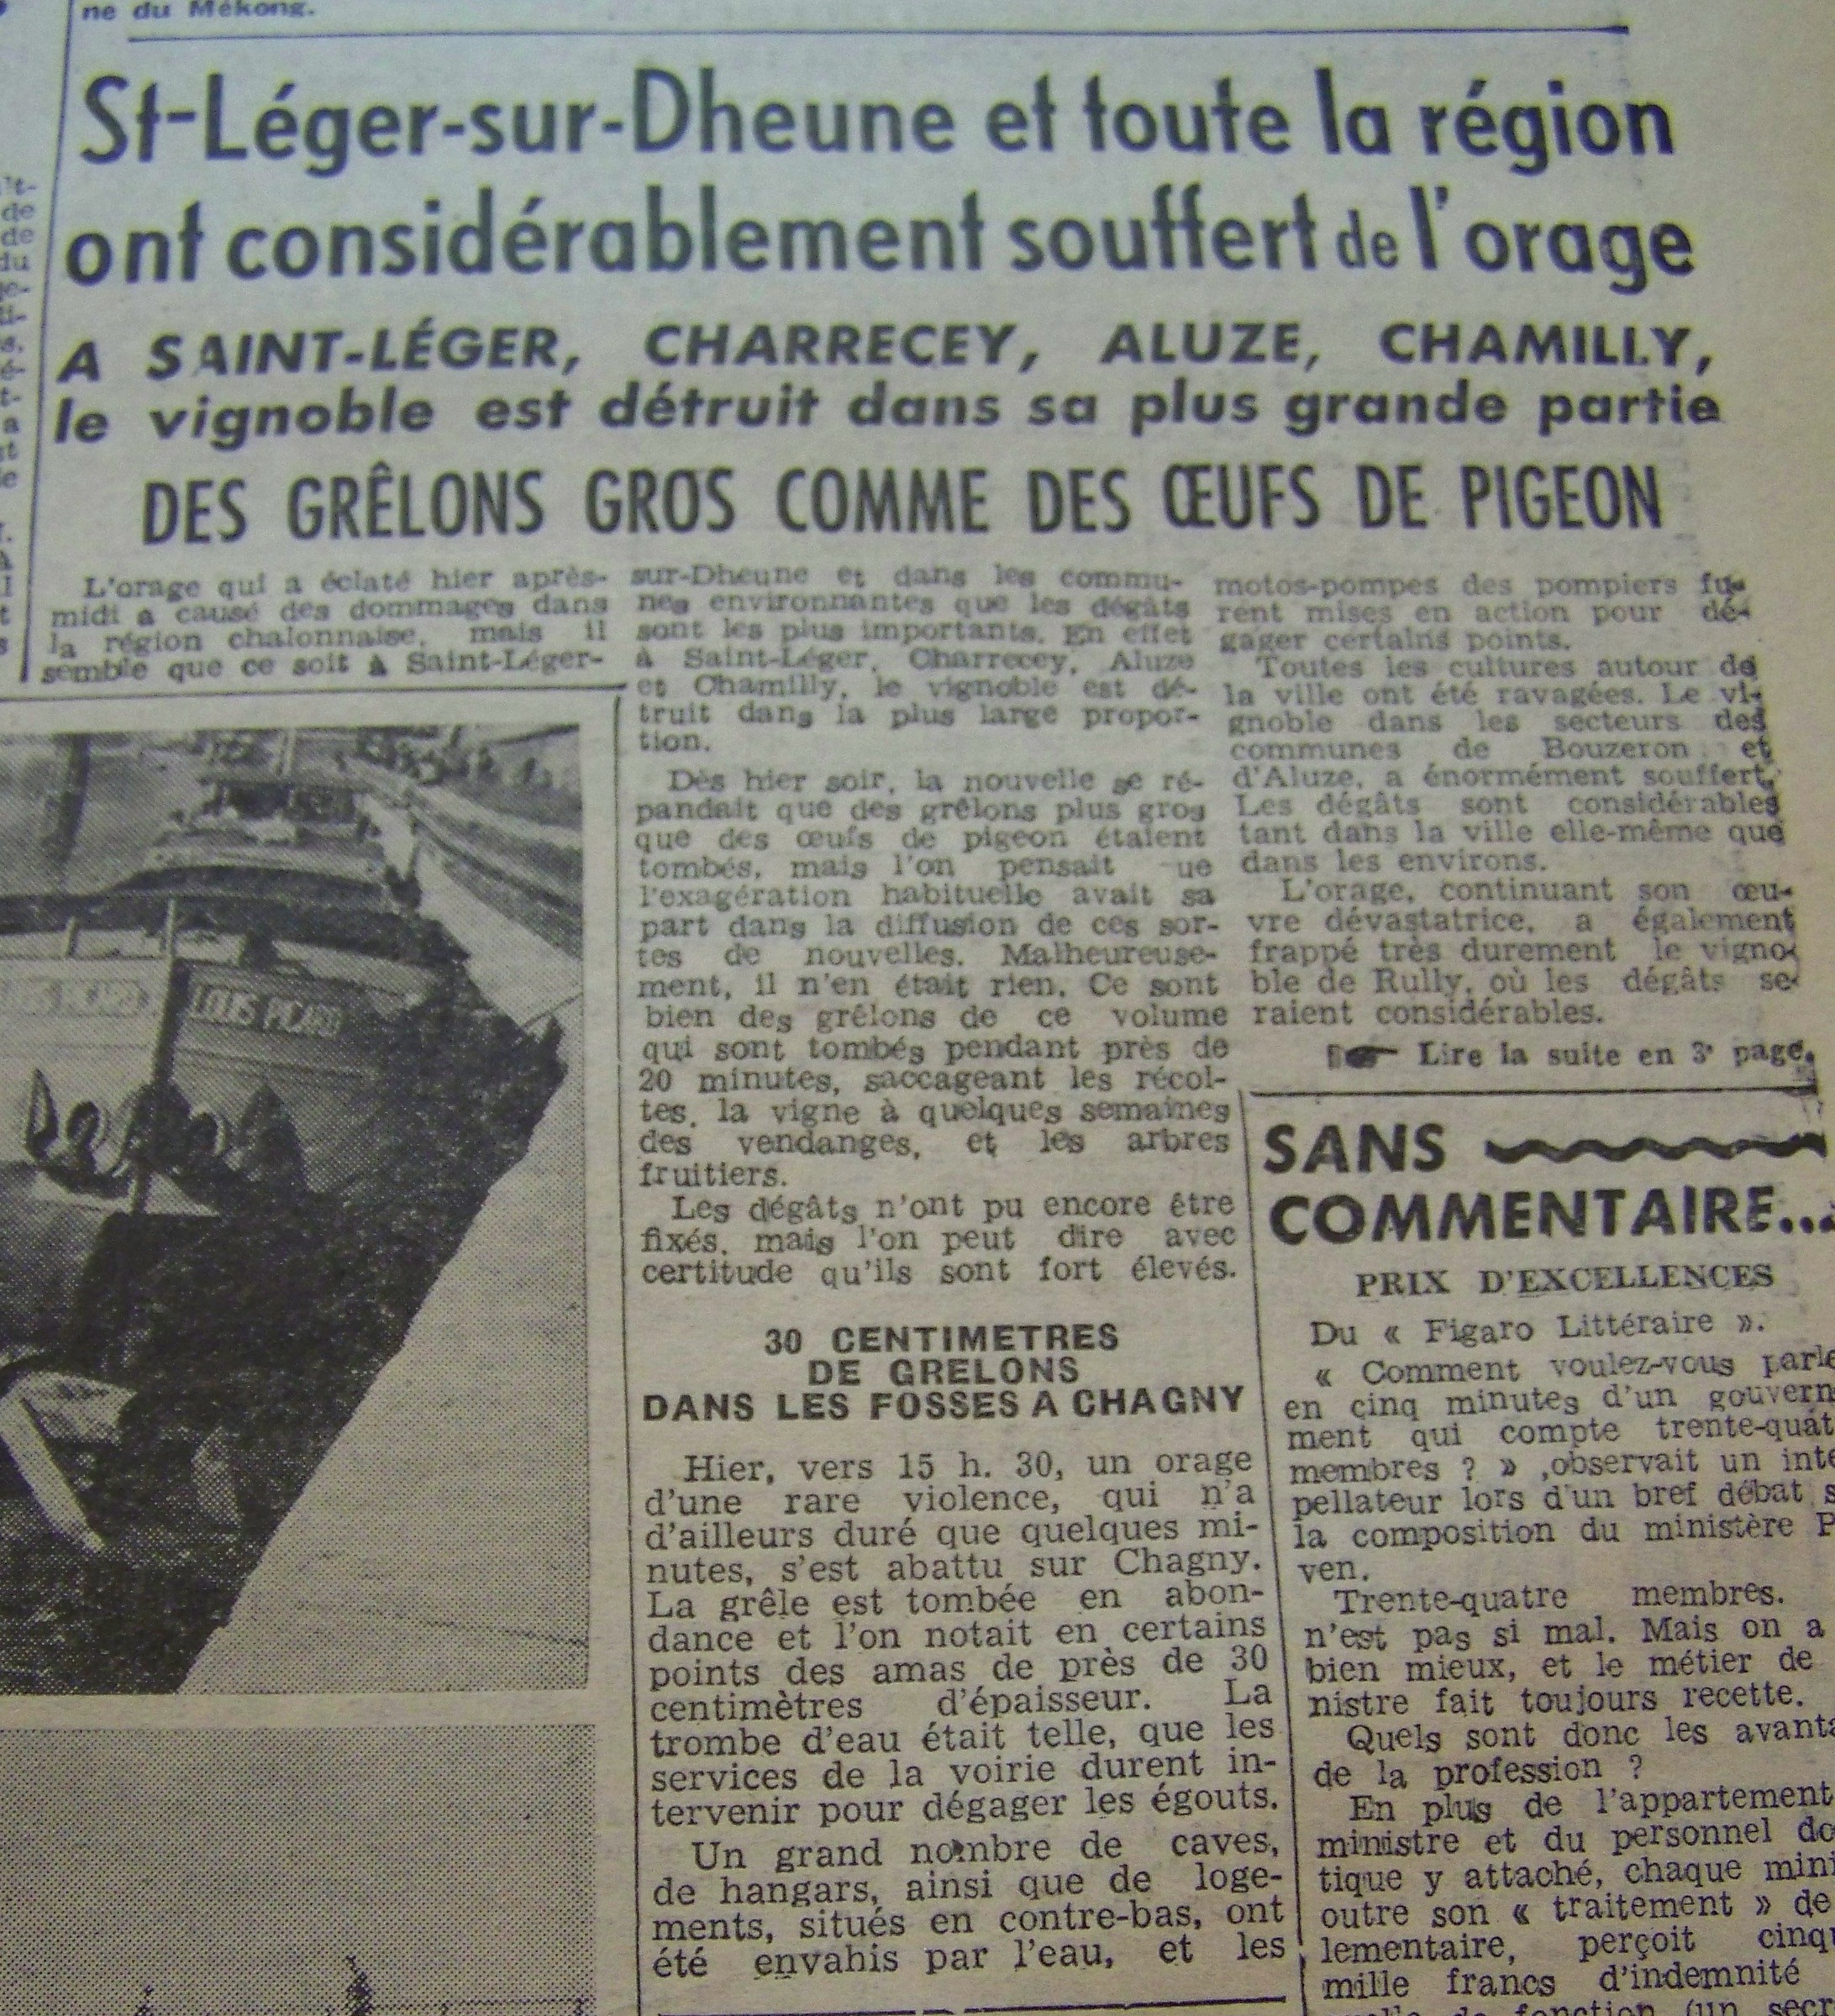 ne du Mékong.
St-Léger-sur-Dheune et toute la région
ont considérablement souffert de l'orage
A SAINT-LÉGER, CHARRECEY, ALUZE, CHAMILLY,
le vignoble est détruit dans sa plus grande partie
DES GRÊLONS GROS COMME DES ŒUFS DE PIGEON
L'orage qui a éclaté hier après-
midi a causé des dommages dans
la région chalonnaise, mais il
semble que ce soit à Saint-Léger-
sur-Dheune et dans les commu-
nes environnantes que les dégâts
sont les plus importants. En effet
à Saint-Léger, Charrecey, Aluze
et Chamilly, le vignoble est dé-
truit dans la plus large propor-
tion.
Dès hier soir, la nouvelle se ré-
pandait que des grêlons plus gros
que des œufs de pigeon étaient
tombés, mais l'on pensait ue
l'exagération habituelle avait sa
part dans la diffusion de ces sor-
tes de nouvelles. Malheureuse-
ment, il n'en était rien. Ce sont
bien des grêlons de ce volume
qui sont tombés pendant près de
20 minutes, saccageant les récol-
tes, la vigne à quelques semaines
des vendanges, et les arbres
fruitiers.
Les dégâts n'ont pu encore être
fixés, mais l'on peut dire avec
certitude qu'ils sont fort élevés.
30 CENTIMETRES
DE GRELONS
DANS LES FOSSES A CHAGNY
Hier, vers 15 h. 30, un orage
d'une rare violence, qui n'a
d'ailleurs duré que quelques mi-
nutes, s'est abattu sur Chagny.
La grêle est tombée en abon-
dance et l'on notait en certains
points des amas de près de 30
centimètres d'épaisseur. La
trombe d'eau était telle, que les
services de la voirie durent in-
tervenir pour dégager les égouts.
Un grand nombre de caves,
de hangars, ainsi que de loge-
ments, situés en contre-bas, ont
été envahis par l'eau, et les
motos-pompes des pompiers fu-
rent mises en action pour dé-
gager certains points.
Toutes les cultures autour de
la ville ont été ravagées. Le vi-
gnoble dans les secteurs des
communes de Bouzeron et
d'Aluze, a énormément souffert.
Les dégâts sont considérables
tant dans la ville elle-même que
dans les environs.
L'orage, continuant son œu-
vre dévastatrice, a également
frappé très durement le vigno-
ble de Rully, où les dégâts se-
raient considérables.
Lire la suite en 3e page.
SANS
COMMENTAIRE...
PRIX D'EXCELLENCES
Du « Figaro Littéraire ».
« Comment voulez-vous parle
en cinq minutes d'un gouvern
ment qui compte trente-quat
membres ? » ,observait un inte
pellateur lors d'un bref débat s
la composition du ministère P
ven.
Trente-quatre membres.
n'est pas si mal. Mais on a
bien mieux, et le métier de
nistre fait toujours recette.
Quels sont donc les avanta
de la profession ?
En plus de l'appartement
ministre et du personnel do
tique y attaché, chaque mini
outre son « traitement » de
lementaire, perçoit cinqu
mille francs d'indemnité
de fonction (un secr
LOUIS PICARD